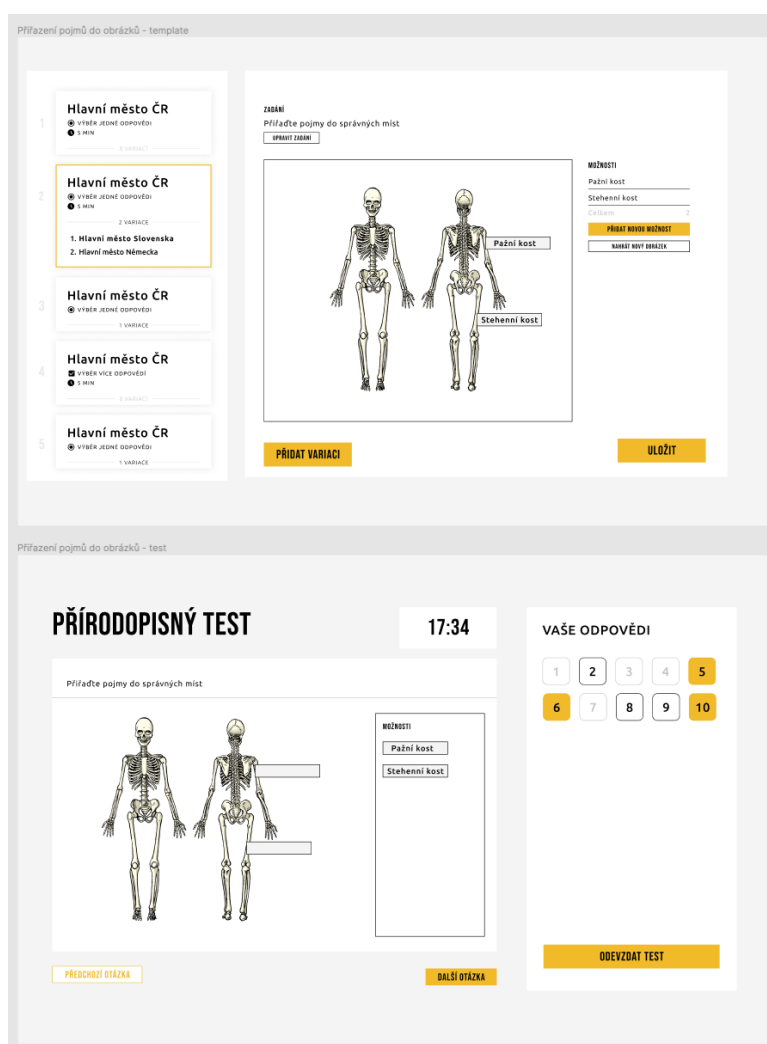 Přiřazení pojmů do obrázků - template
1
Hlavní město ČR
VÝBĚR JEDNÉ ODPOVĚDI
5 MIN
0 VARIACÍ
2
Hlavní město ČR
VÝBĚR JEDNÉ ODPOVĚDI
5 MIN
2 VARIACE
1. Hlavní město Slovenska
2. Hlavní město Německa
3
Hlavní město ČR
VÝBĚR JEDNÉ ODPOVĚDI
1 VARIACE
4
Hlavní město ČR
VÝBĚR VÍCE ODPOVĚDÍ
5 MIN
0 VARIACÍ
5
Hlavní město ČR
VÝBĚR JEDNÉ ODPOVĚDI
1 VARIACE
ZADÁNÍ
Přiřaďte pojmy do správných míst
UPRAVIT ZADÁNÍ
Pažní kost
Stehenní kost
MOŽNOSTI
Pažní kost
Stehenní kost
Celkem 2
PŘIDAT NOVOU MOŽNOST
NAHRÁT NOVÝ OBRÁZEK
PŘIDAT VARIACI
ULOŽIT
Přiřazení pojmů do obrázků - test
PŘÍRODOPISNÝ TEST
17:34
Přiřaďte pojmy do správných míst
MOŽNOSTI
Pažní kost
Stehenní kost
PŘEDCHOZÍ OTÁZKA
DALŠÍ OTÁZKA
VAŠE ODPOVĚDI
1 2 3 4 5
6 7 8 9 10
ODEVZDAT TEST